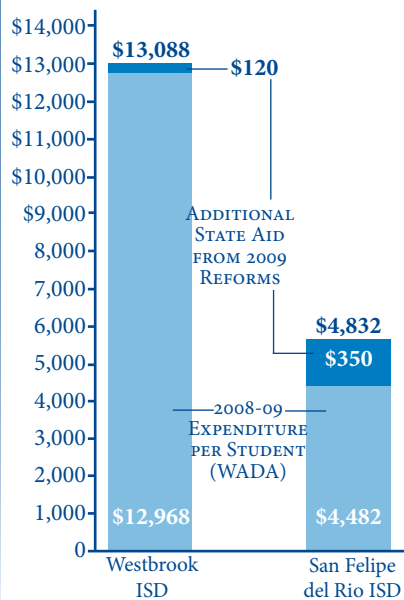 $14,000
$13,000
$12,000
$11,000
$10,000
$9,000
8,000
7,000
6,000
5,000
4,000
3,000
2,000
1,000
0
$13,088
$120
ADDITIONAL
STATE AID
FROM 2009
REFORMS
$4,832
$350
2008-09
EXPENDITURE
PER STUDENT
(WADA)
$12,968
$4,482
Westbrook
ISD
San Felipe
del Rio ISD